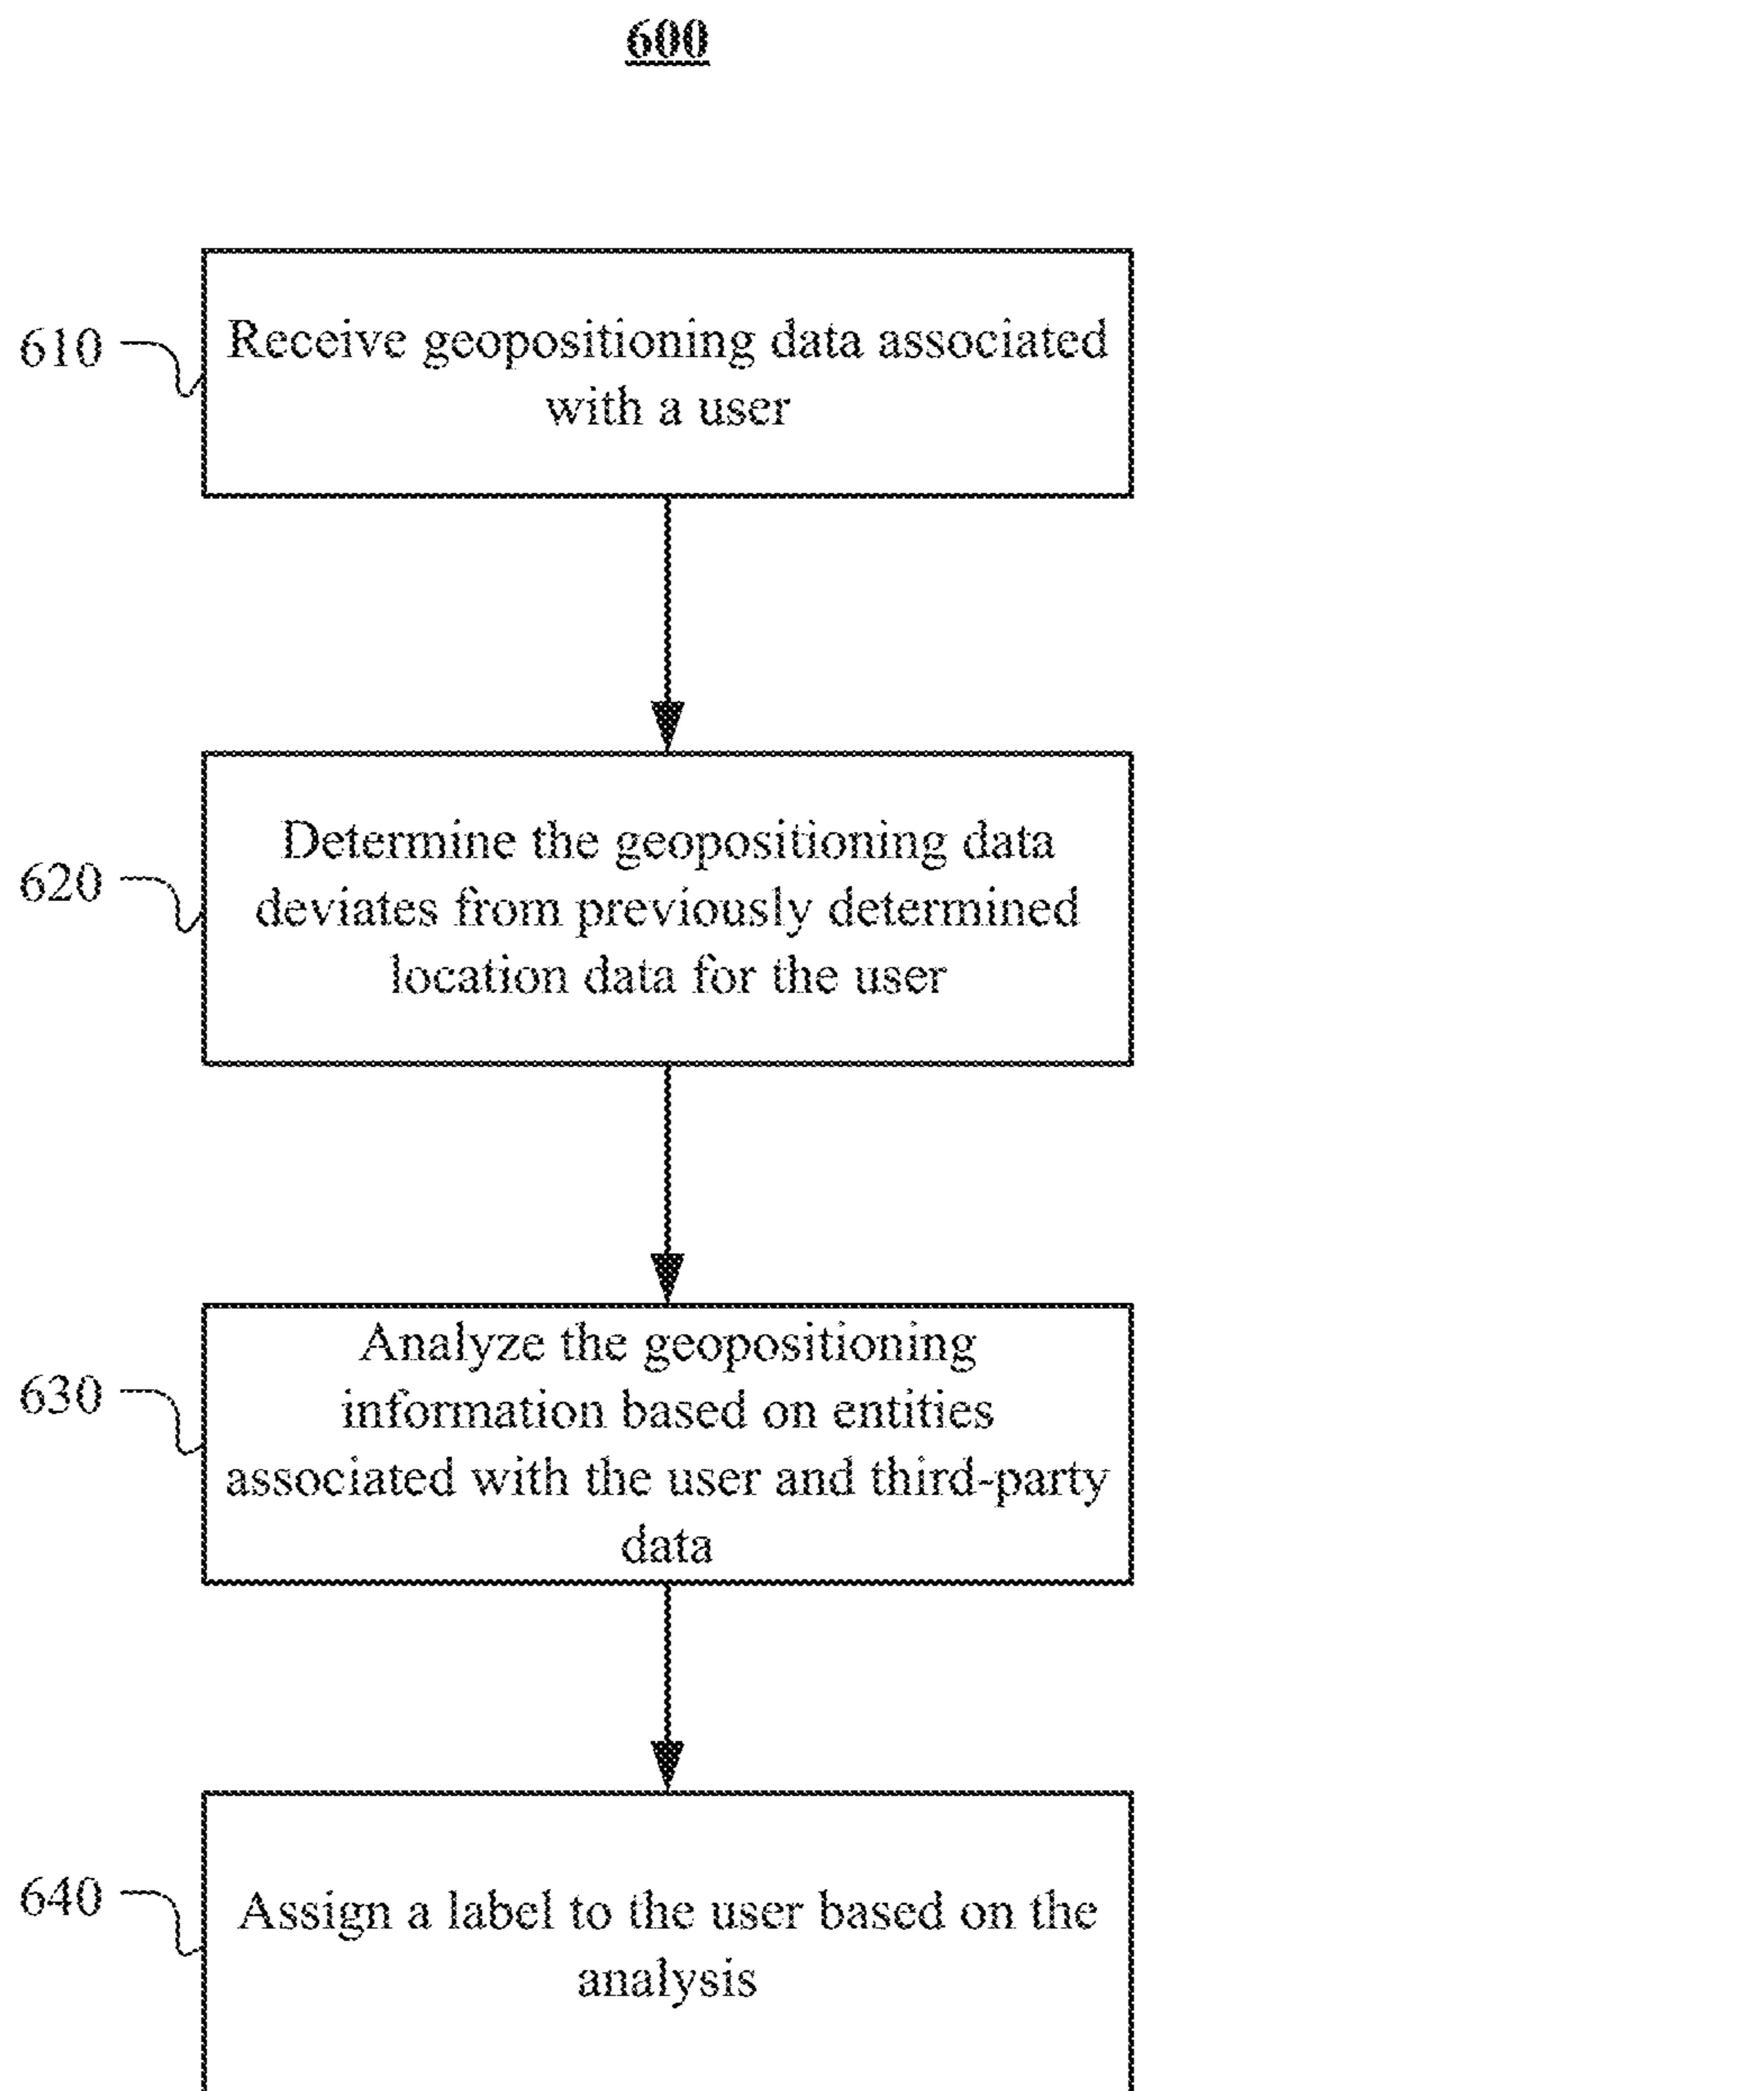 600
610
Receive geopositioning data associated
with a user
620
Determine the geopositioning data
deviates from previously determined
location data for the user
630
Analyze the geopositioning
information based on entities
associated with the user and third-party
data
640
Assign a label to the user based on the
analysis